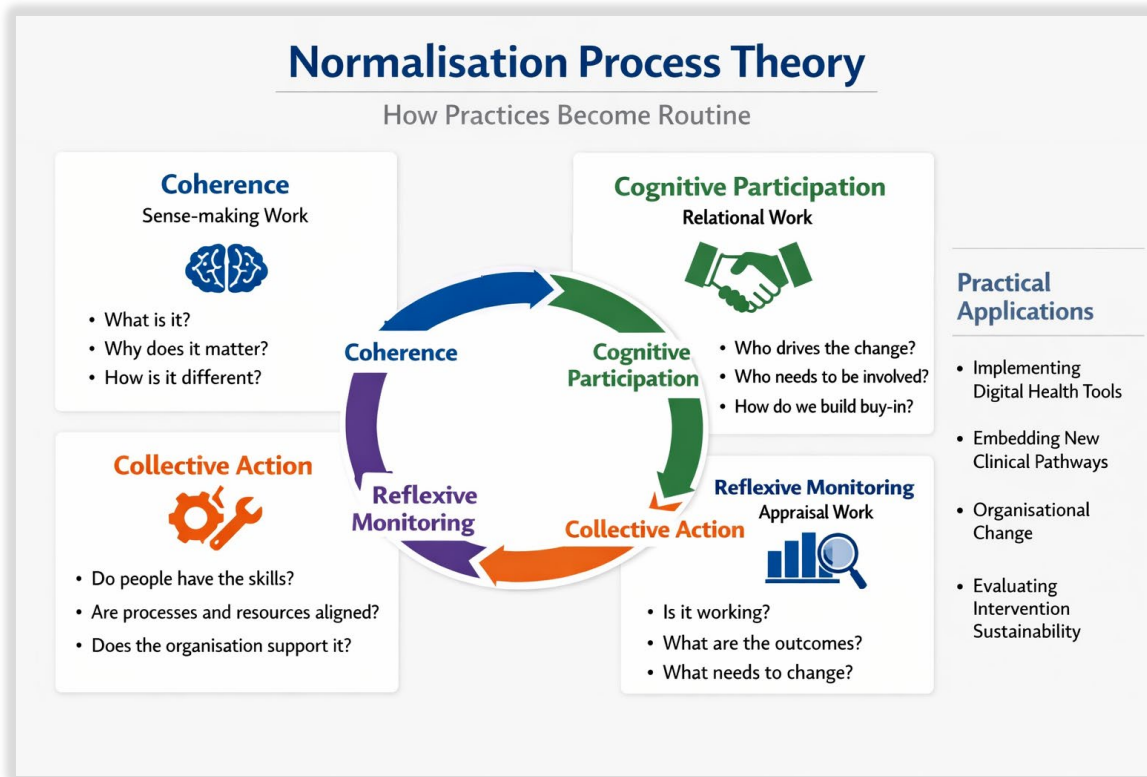 Normalisation Process Theory
How Practices Become Routine
Coherence
Sense-making Work
• What is it?
• Why does it matter?
• How is it different?
Cognitive Participation
Relational Work
• Who drives the change?
• Who needs to be involved?
• How do we build buy-in?
Coherence
Cognitive
Participation
Reflexive
Monitoring
Collective Action
Collective Action
• Do people have the skills?
• Are processes and resources aligned?
• Does the organisation support it?
Reflexive Monitoring
Appraisal Work
• Is it working?
• What are the outcomes?
• What needs to change?
Practical
Applications
• Implementing
Digital Health Tools
• Embedding New
Clinical Pathways
• Organisational
Change
• Evaluating
Intervention
Sustainability